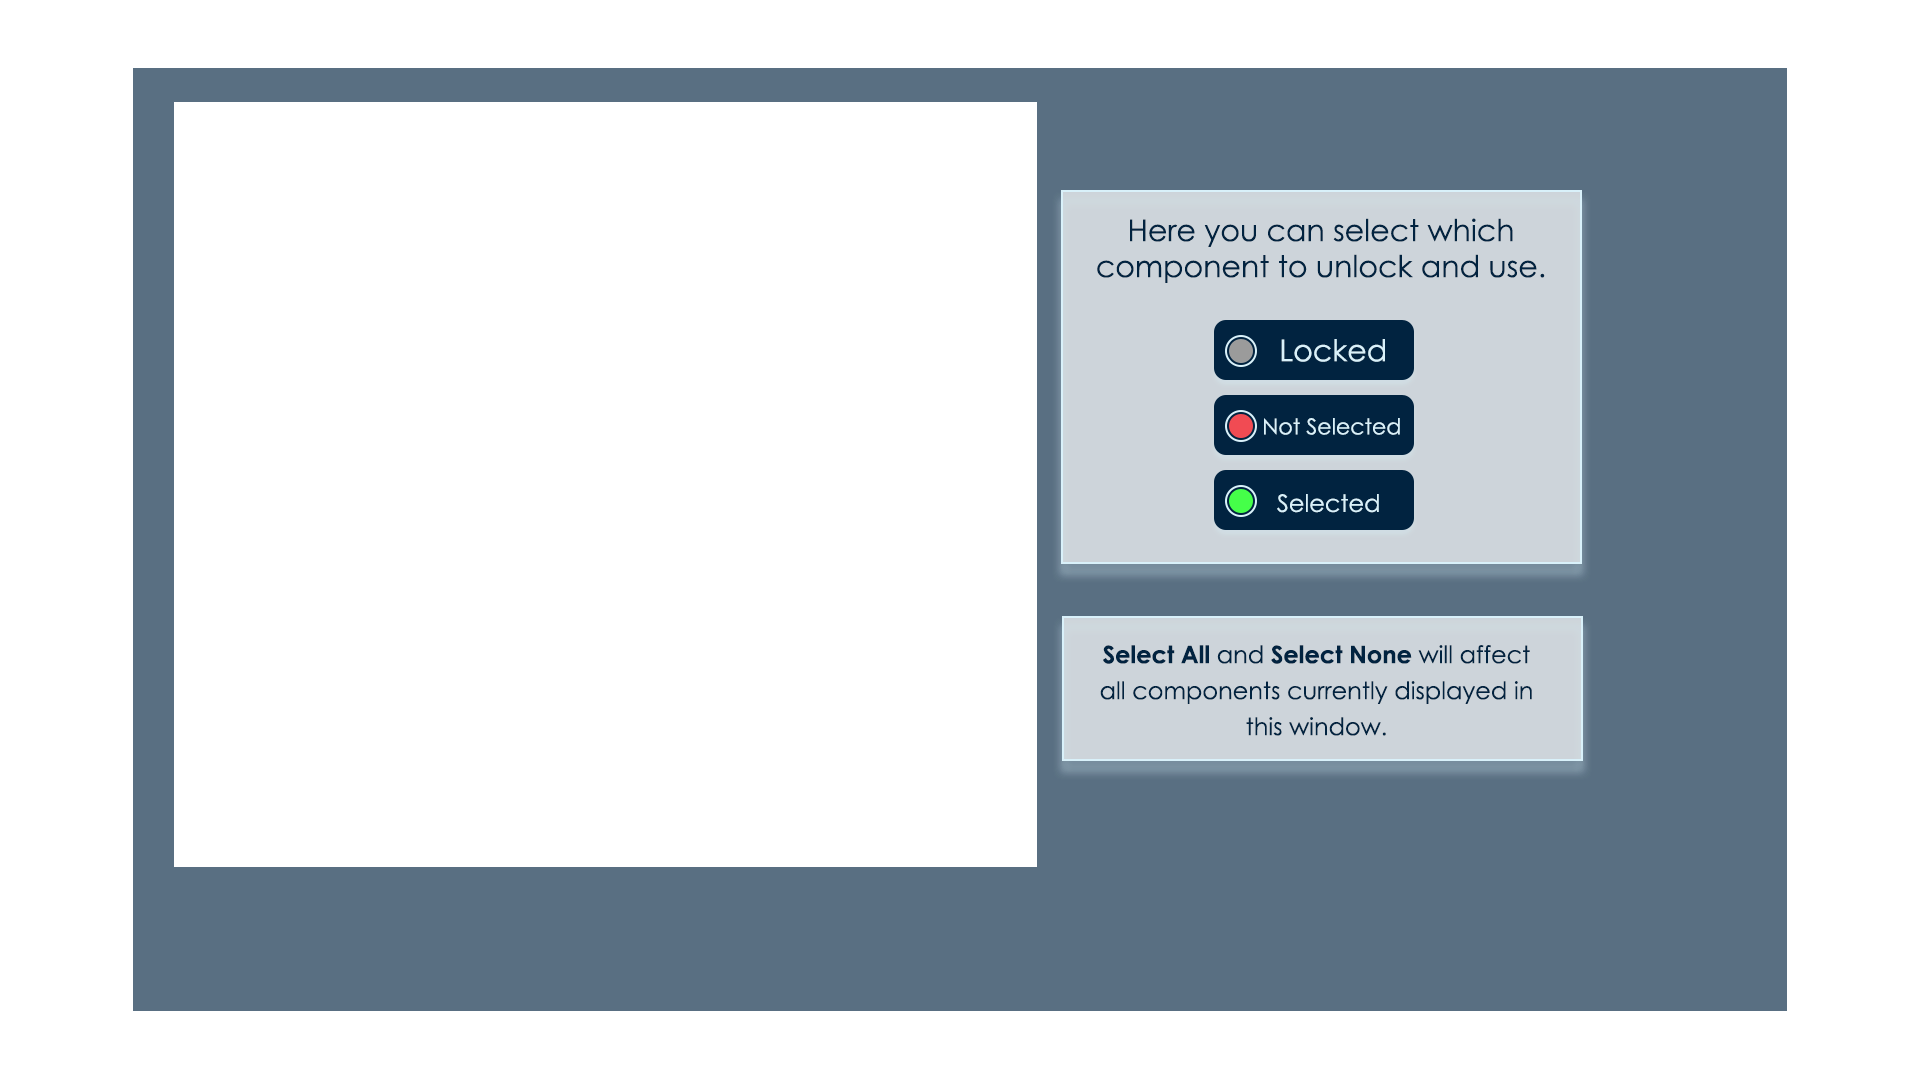 Here you can select which
component to unlock and use.
Locked
Not Selected
Selected
Select All and Select None will affect
all components currently displayed in
this window.